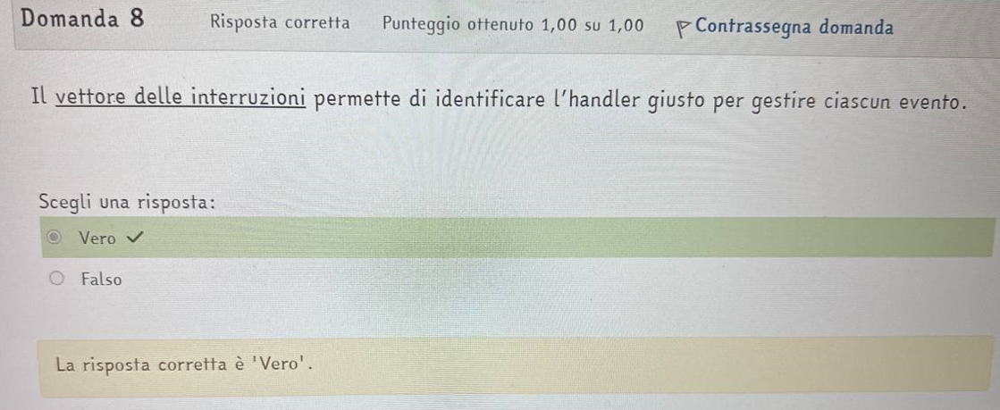 Domanda 8 Risposta corretta Punteggio ottenuto 1,00 su 1,00 Contrassegna domanda
Il vettore delle interruzioni permette di identificare l'handler giusto per gestire ciascun evento.
Scegli una risposta:
Vero
Falso
La risposta corretta è 'Vero'.